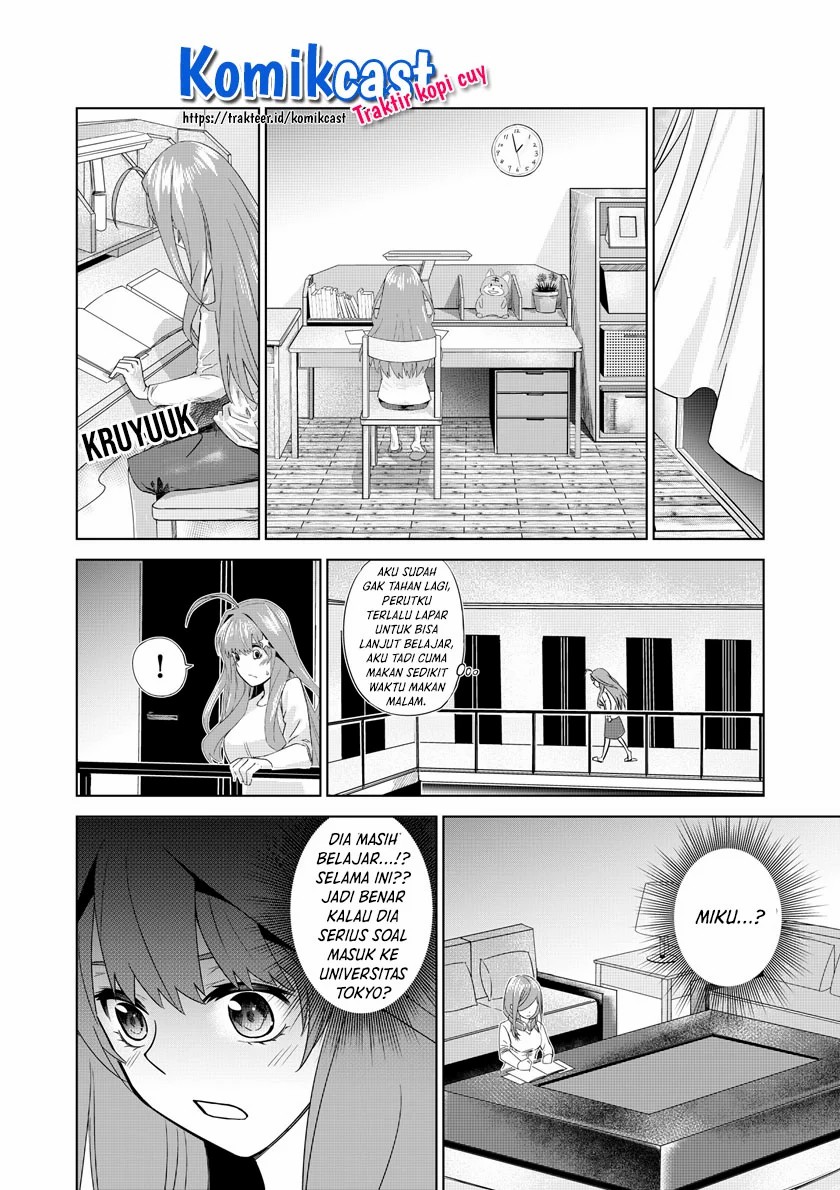 Komikcast
Traktir kopi cuy
https://trakteer.id/komikcast
KRUYUUK
AKU SUDAH
GAK TAHAN LAGI,
PERUTKU
TERLALU LAPAR
UNTUK BISA
LANJUT BELAJAR,
AKU TADI CUMA
MAKAN SEDIKIT
WAKTU MAKAN
MALAM.
!
MIKU...?
DIA MASIH
BELAJAR...!?
SELAMA INI??
JADI BENAR
KALAU DIA
SERIUS SOAL
MASUK KE
UNIVERSITAS
TOKYO?